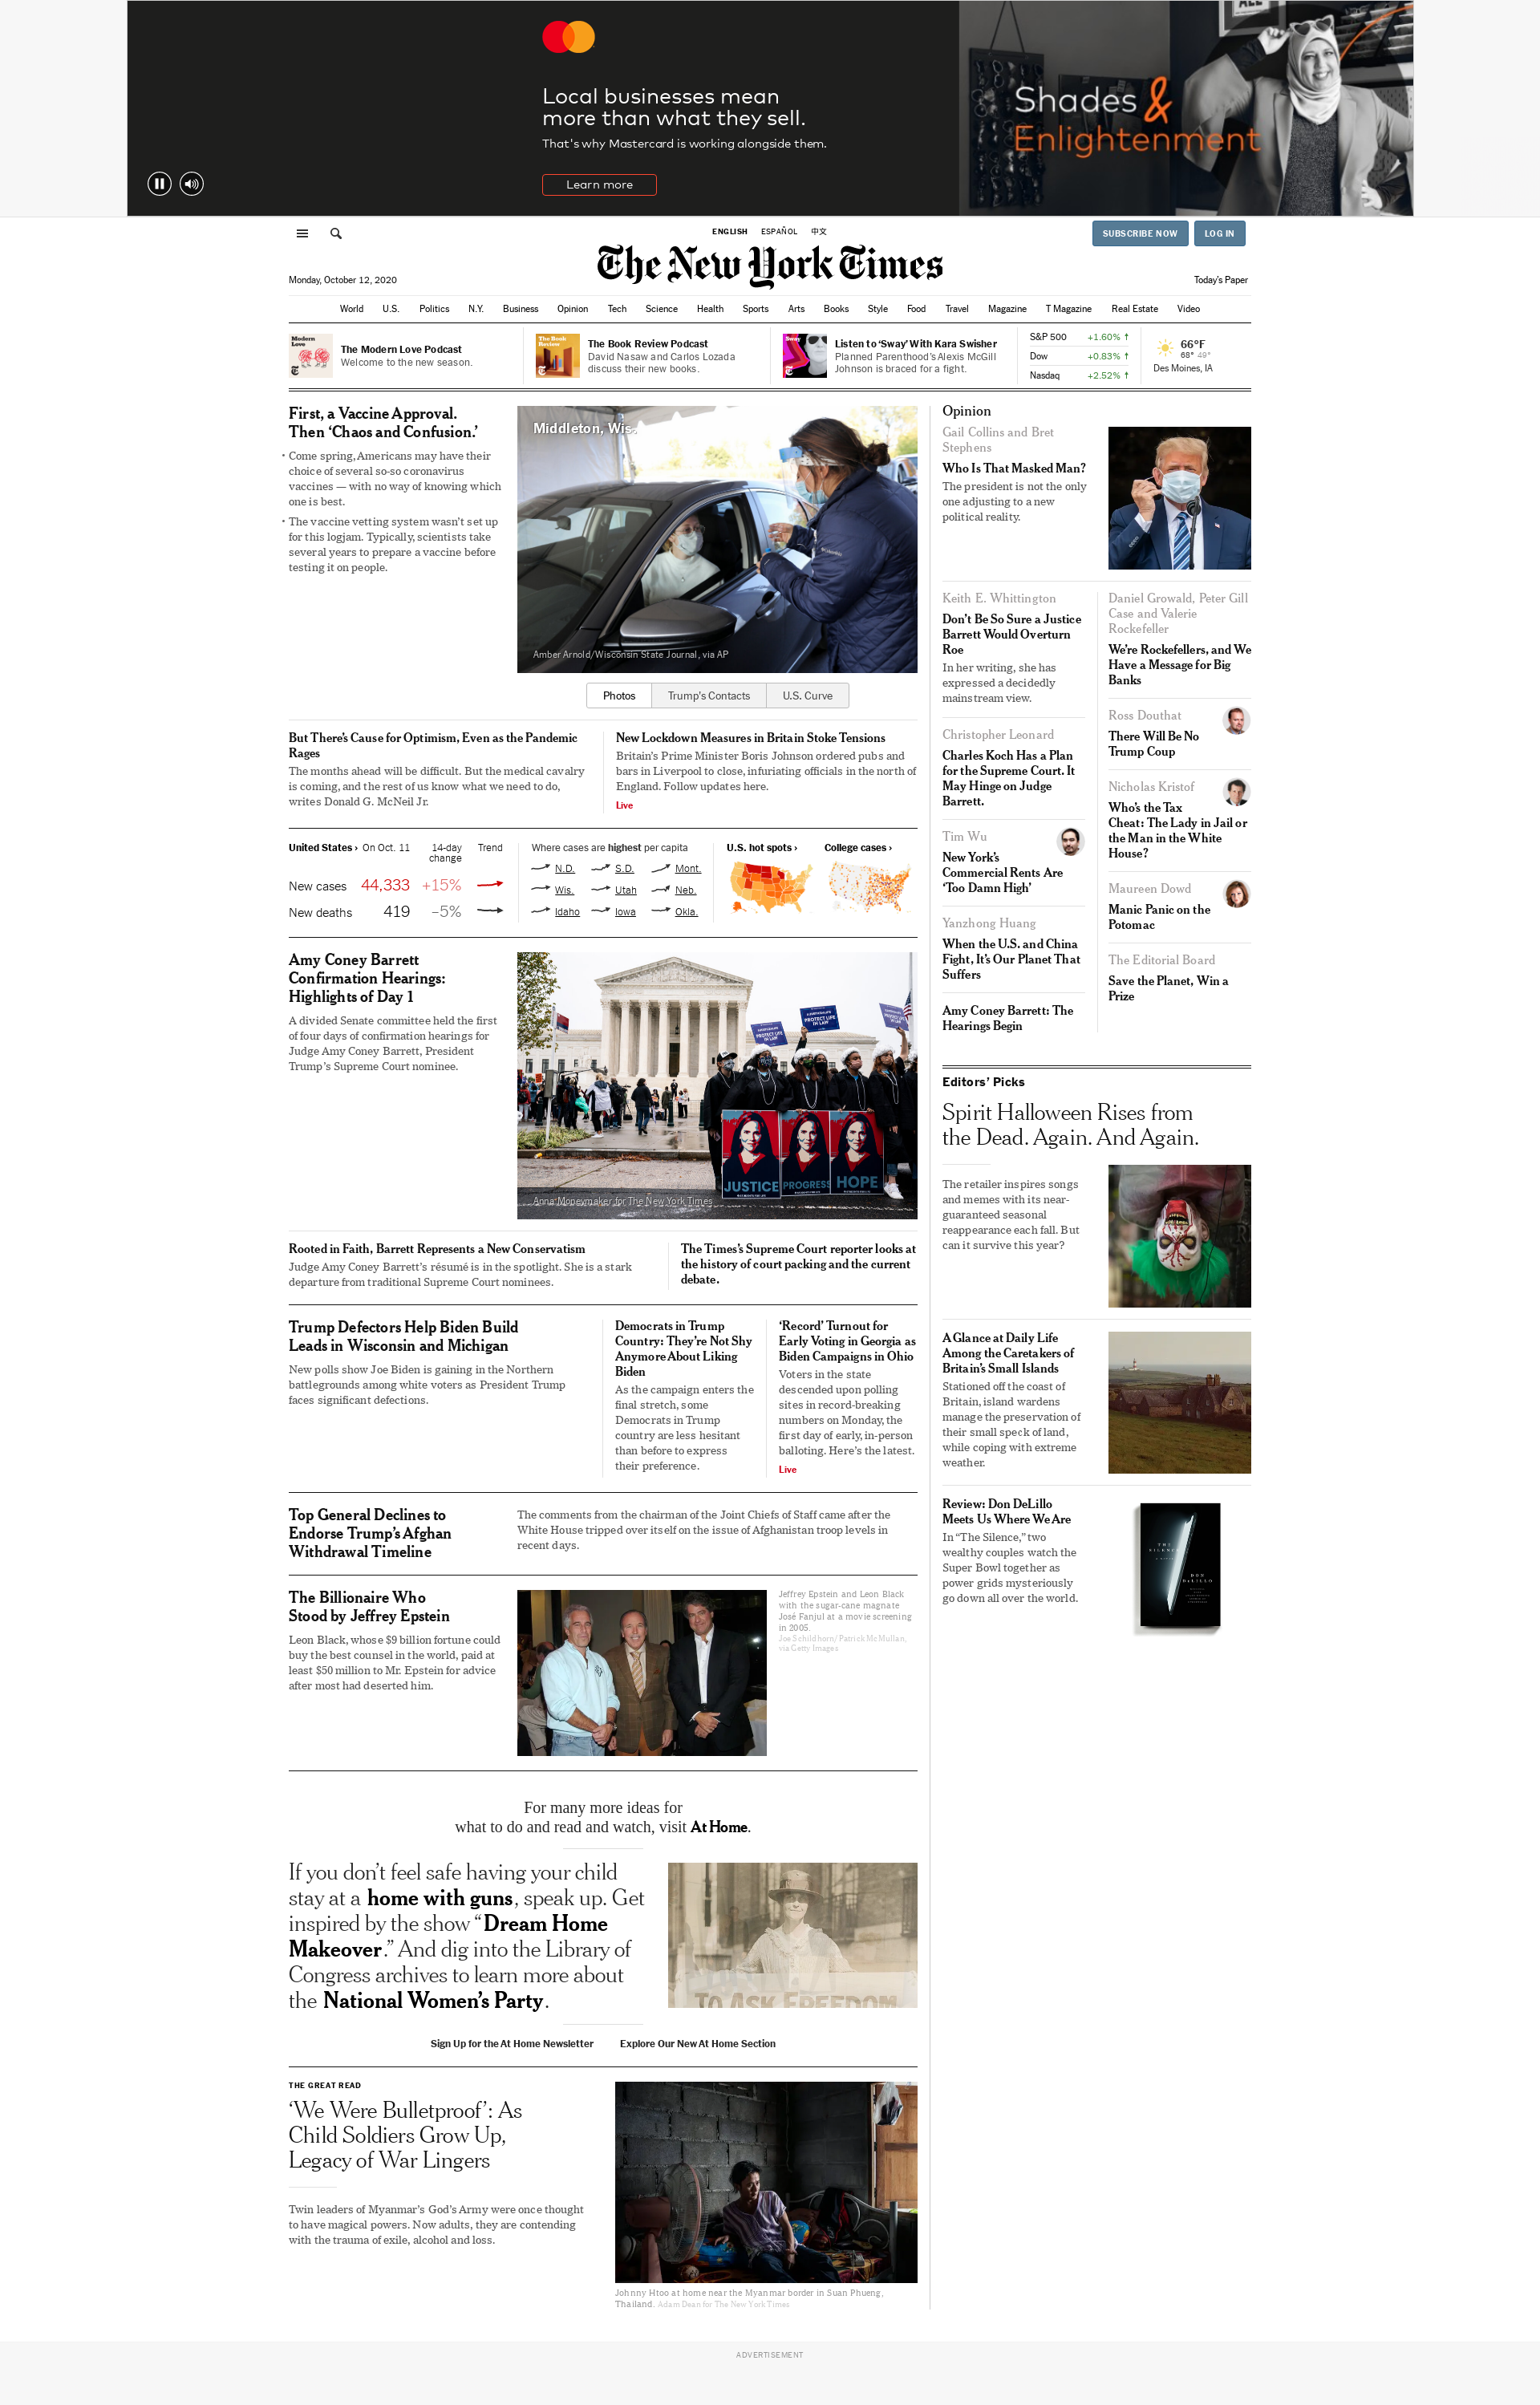 Local businesses mean
more than what they sell.
That's why Mastercard is working alongside them.
Learn more
ALL
Shades &
Enlightenment
ENGLISH ESPAÑOL 中文
SUBSCRIBE NOW LOG IN
The New York Times
Monday, October 12, 2020
Today's Paper
World U.S. Politics N.Y. Business Opinion Tech Science Health Sports Arts Books Style Food Travel Magazine T Magazine Real Estate Video
Modern
Love
The Modern Love Podcast
Welcome to the new season.
The Book
Review
The Book Review Podcast
David Nasaw and Carlos Lozada
discuss their new books.
Sway
Listen to ‘Sway’ With Kara Swisher
Planned Parenthood’s Alexis McGill
Johnson is braced for a fight.
S&P 500 +1.60% ↑
Dow +0.83% ↑
Nasdaq +2.52% ↑
66°F
68° 49°
Des Moines, IA
First, a Vaccine Approval.
Then ‘Chaos and Confusion.’
• Come spring, Americans may have their
choice of several so-so coronavirus
vaccines — with no way of knowing which
one is best.
• The vaccine vetting system wasn’t set up
for this logjam. Typically, scientists take
several years to prepare a vaccine before
testing it on people.
Middleton, Wis.
Amber Arnold/Wisconsin State Journal, via AP
Photos Trump’s Contacts U.S. Curve
But There’s Cause for Optimism, Even as the Pandemic
Rages
The months ahead will be difficult. But the medical cavalry
is coming, and the rest of us know what we need to do,
writes Donald G. McNeil Jr.
New Lockdown Measures in Britain Stoke Tensions
Britain’s Prime Minister Boris Johnson ordered pubs and
bars in Liverpool to close, infuriating officials in the north of
England. Follow updates here.
Live
United States › On Oct. 11 14-day
change Trend
New cases 44,333 +15%
New deaths 419 –5%
Where cases are highest per capita
N.D. S.D. Mont.
Wis. Utah Neb.
Idaho Iowa Okla.
U.S. hot spots › College cases ›
Amy Coney Barrett
Confirmation Hearings:
Highlights of Day 1
A divided Senate committee held the first
of four days of confirmation hearings for
Judge Amy Coney Barrett, President
Trump’s Supreme Court nominee.
PROTECT LIFE
IN LAW
PROTECT LIFE
IN LAW
PROTECT LIFE
IN LAW
JUSTICE PROGRESS HOPE
Anna Moneymaker for The New York Times
Rooted in Faith, Barrett Represents a New Conservatism
Judge Amy Coney Barrett’s résumé is in the spotlight. She is a stark
departure from traditional Supreme Court nominees.
The Times’s Supreme Court reporter looks at
the history of court packing and the current
debate.
Trump Defectors Help Biden Build
Leads in Wisconsin and Michigan
New polls show Joe Biden is gaining in the Northern
battlegrounds among white voters as President Trump
faces significant defections.
Democrats in Trump
Country: They’re Not Shy
Anymore About Liking
Biden
As the campaign enters the
final stretch, some
Democrats in Trump
country are less hesitant
than before to express
their preference.
‘Record’ Turnout for
Early Voting in Georgia as
Biden Campaigns in Ohio
Voters in the state
descended upon polling
sites in record-breaking
numbers on Monday, the
first day of early, in-person
balloting. Here’s the latest.
Live
Top General Declines to
Endorse Trump’s Afghan
Withdrawal Timeline
The comments from the chairman of the Joint Chiefs of Staff came after the
White House tripped over itself on the issue of Afghanistan troop levels in
recent days.
The Billionaire Who
Stood by Jeffrey Epstein
Leon Black, whose $9 billion fortune could
buy the best counsel in the world, paid at
least $50 million to Mr. Epstein for advice
after most had deserted him.
Jeffrey Epstein and Leon Black
with the sugar-cane magnate
José Fanjul at a movie screening
in 2005.
Joe Schildhorn/Patrick McMullan,
via Getty Images
For many more ideas for
what to do and read and watch, visit At Home.
If you don’t feel safe having your child
stay at a home with guns, speak up. Get
inspired by the show “Dream Home
Makeover.” And dig into the Library of
Congress archives to learn more about
the National Women’s Party.
TO ASK FREEDOM
Sign Up for the At Home Newsletter Explore Our New At Home Section
THE GREAT READ
‘We Were Bulletproof’: As
Child Soldiers Grow Up,
Legacy of War Lingers
Twin leaders of Myanmar’s God’s Army were once thought
to have magical powers. Now adults, they are contending
with the trauma of exile, alcohol and loss.
Johnny Htoo at home near the Myanmar border in Suan Phueng,
Thailand. Adam Dean for The New York Times
Opinion
Gail Collins and Bret
Stephens
Who Is That Masked Man?
The president is not the only
one adjusting to a new
political reality.
Keith E. Whittington
Don’t Be So Sure a Justice
Barrett Would Overturn
Roe
In her writing, she has
expressed a decidedly
mainstream view.
Christopher Leonard
Charles Koch Has a Plan
for the Supreme Court. It
May Hinge on Judge
Barrett.
Tim Wu
New York’s
Commercial Rents Are
‘Too Damn High’
Yanzhong Huang
When the U.S. and China
Fight, It’s Our Planet That
Suffers
Amy Coney Barrett: The
Hearings Begin
Daniel Growald, Peter Gill
Case and Valerie
Rockefeller
We’re Rockefellers, and We
Have a Message for Big
Banks
Ross Douthat
There Will Be No
Trump Coup
Nicholas Kristof
Who’s the Tax
Cheat: The Lady in Jail or
the Man in the White
House?
Maureen Dowd
Manic Panic on the
Potomac
The Editorial Board
Save the Planet, Win a
Prize
Editors’ Picks
Spirit Halloween Rises from
the Dead. Again. And Again.
The retailer inspires songs
and memes with its near-
guaranteed seasonal
reappearance each fall. But
can it survive this year?
A Glance at Daily Life
Among the Caretakers of
Britain’s Small Islands
Stationed off the coast of
Britain, island wardens
manage the preservation of
their small speck of land,
while coping with extreme
weather.
Review: Don DeLillo
Meets Us Where We Are
In “The Silence,” two
wealthy couples watch the
Super Bowl together as
power grids mysteriously
go down all over the world.
THE
SILENCE
DON
DELILLO
ADVERTISEMENT